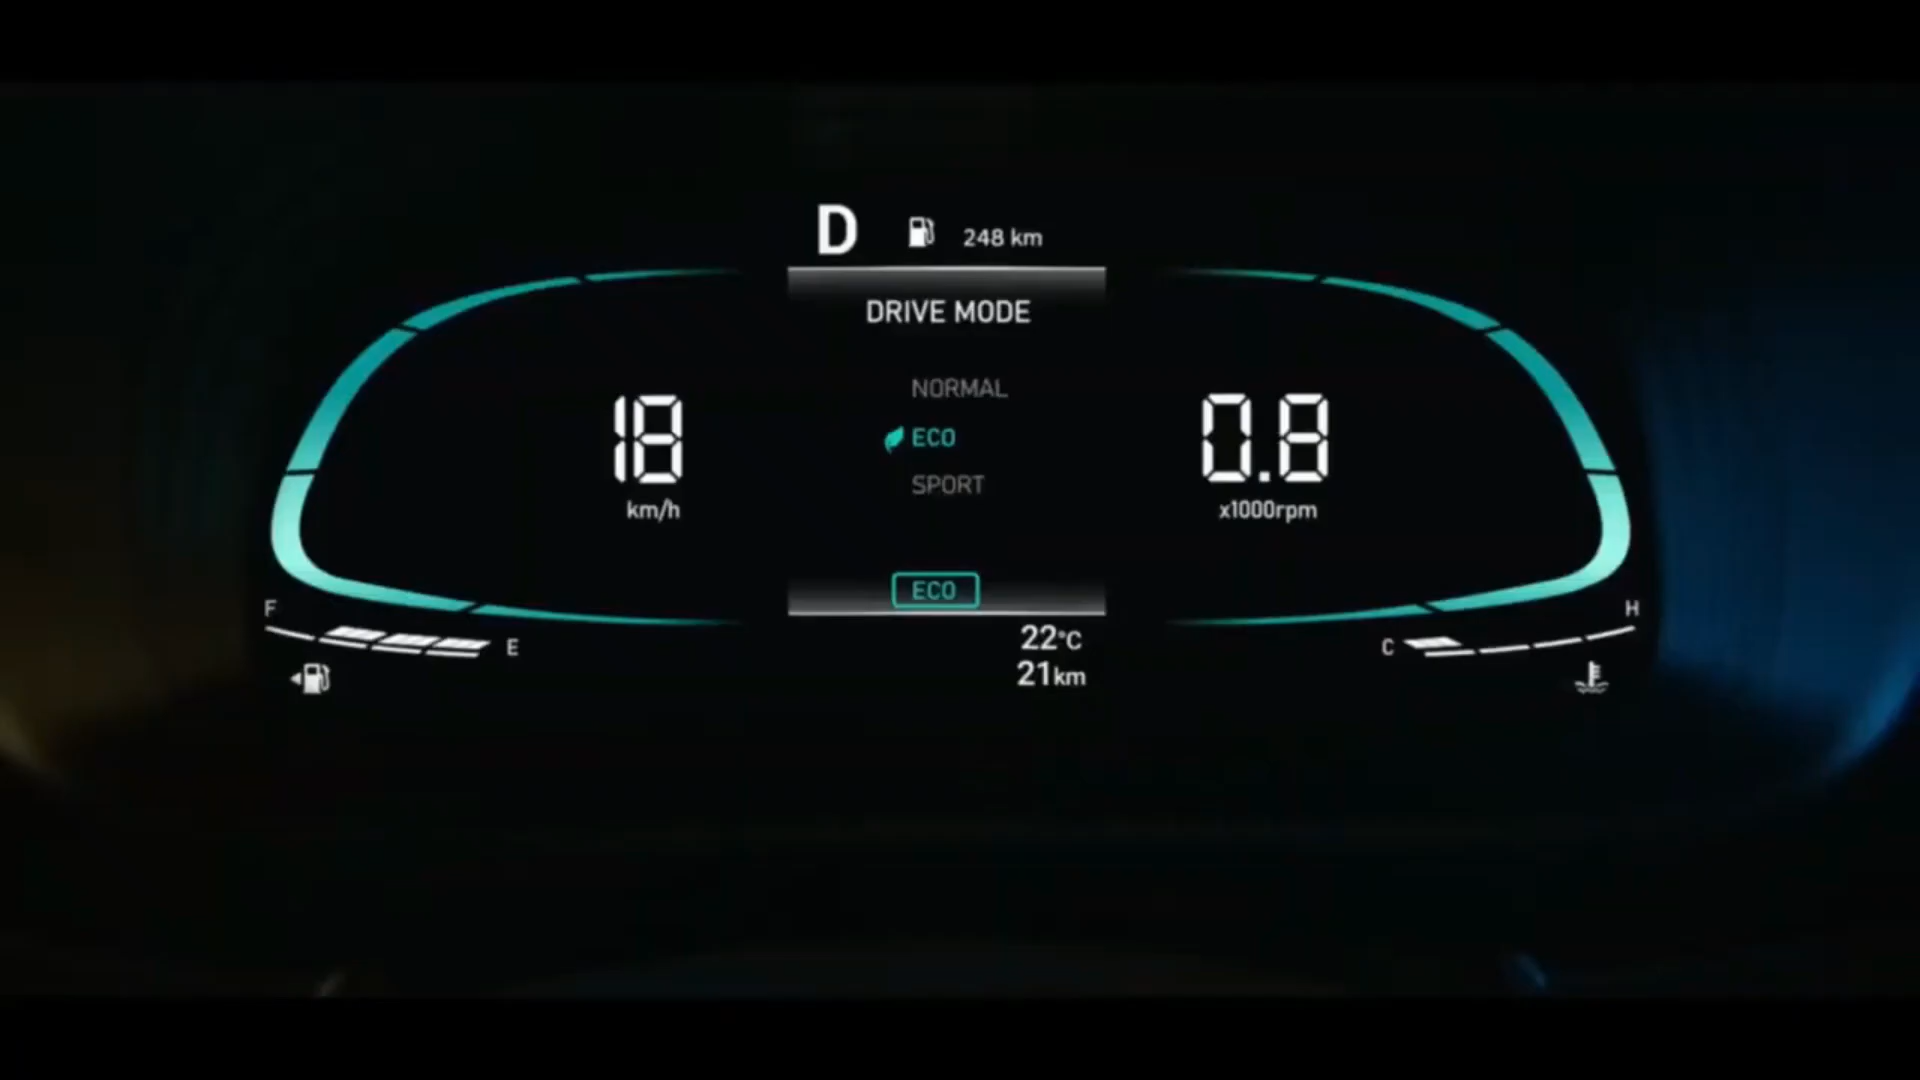 D 248 km
DRIVE MODE
NORMAL
ECO
SPORT
18
km/h
0.8
x1000rpm
ECO
F
E
C
H
22°C
21km